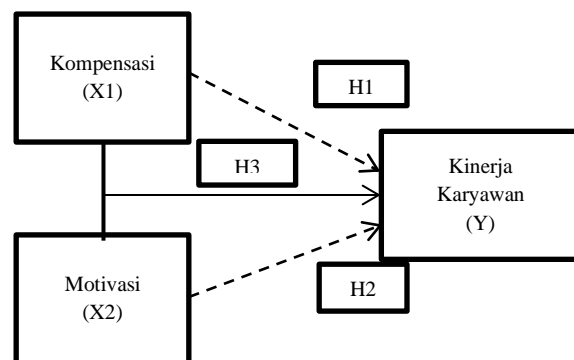 Kompensasi
(X1)
H1
H3
Kinerja
Karyawan
(Y)
Motivasi
(X2)
H2